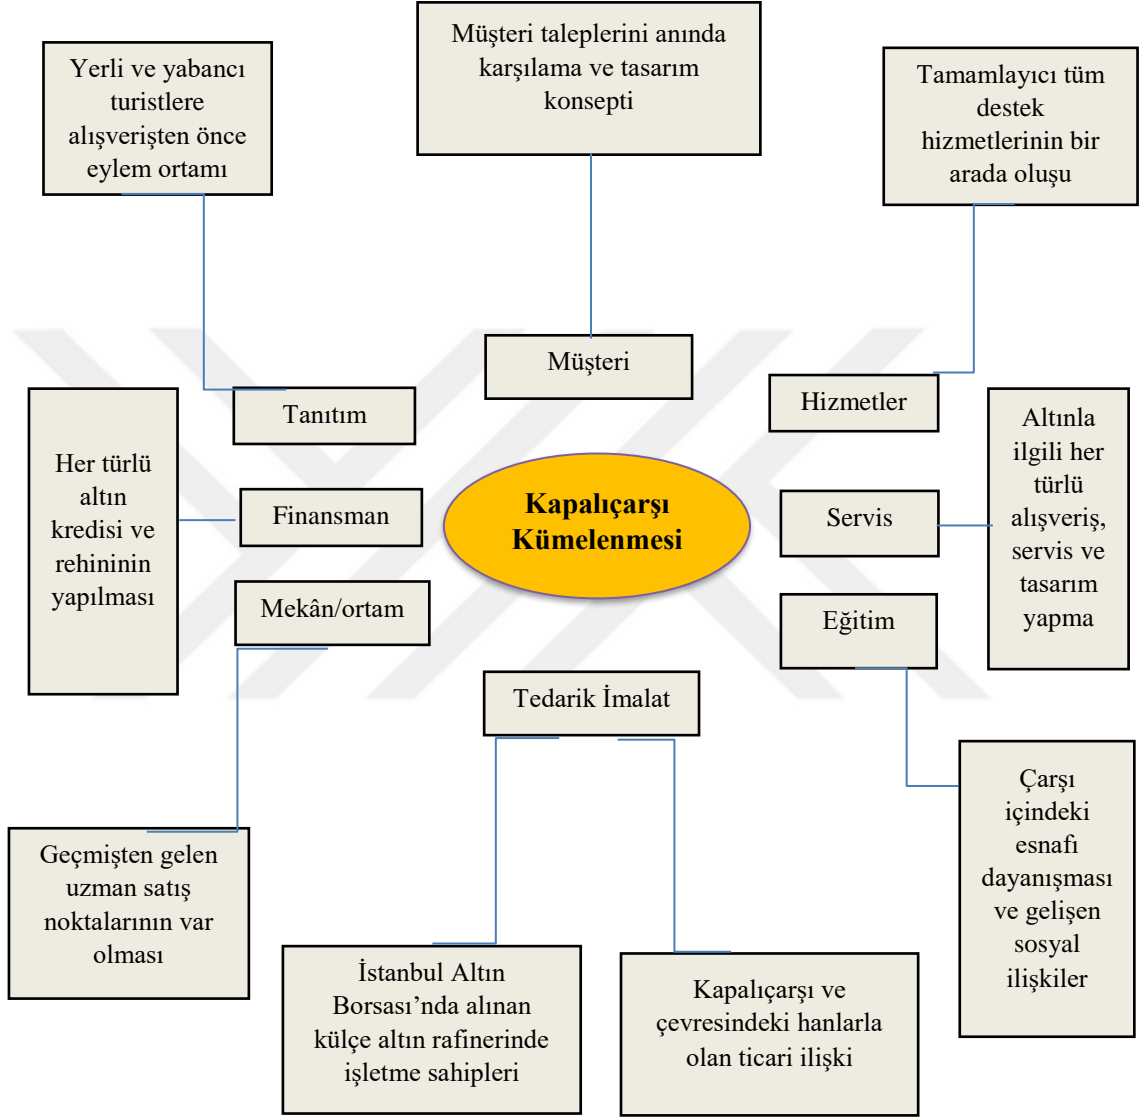 Yerli ve yabancı
turistlere
alışverişten önce
eylem ortamı
Müşteri taleplerini anında
karşılama ve tasarım
konsepti
Tamamlayıcı tüm
destek
hizmetlerinin bir
arada oluşu
Müşteri
Tanıtım
Hizmetler
Her türlü
altın
kredisi ve
rehininin
yapılması
Finansman
Kapalıçarşı
Kümelenmesi
Servis
Altınla
ilgili her
türlü
alışveriş,
servis ve
tasarım
yapma
Mekân/ortam
Eğitim
Tedarik İmalat
Geçmişten gelen
uzman satış
noktalarının var
olması
İstanbul Altın
Borsası’nda alınan
külçe altın rafinerinde
işletme sahipleri
Kapalıçarşı ve
çevresindeki hanlarla
olan ticari ilişki
Çarşı
içindeki
esnafı
dayanışması
ve gelişen
sosyal
ilişkiler